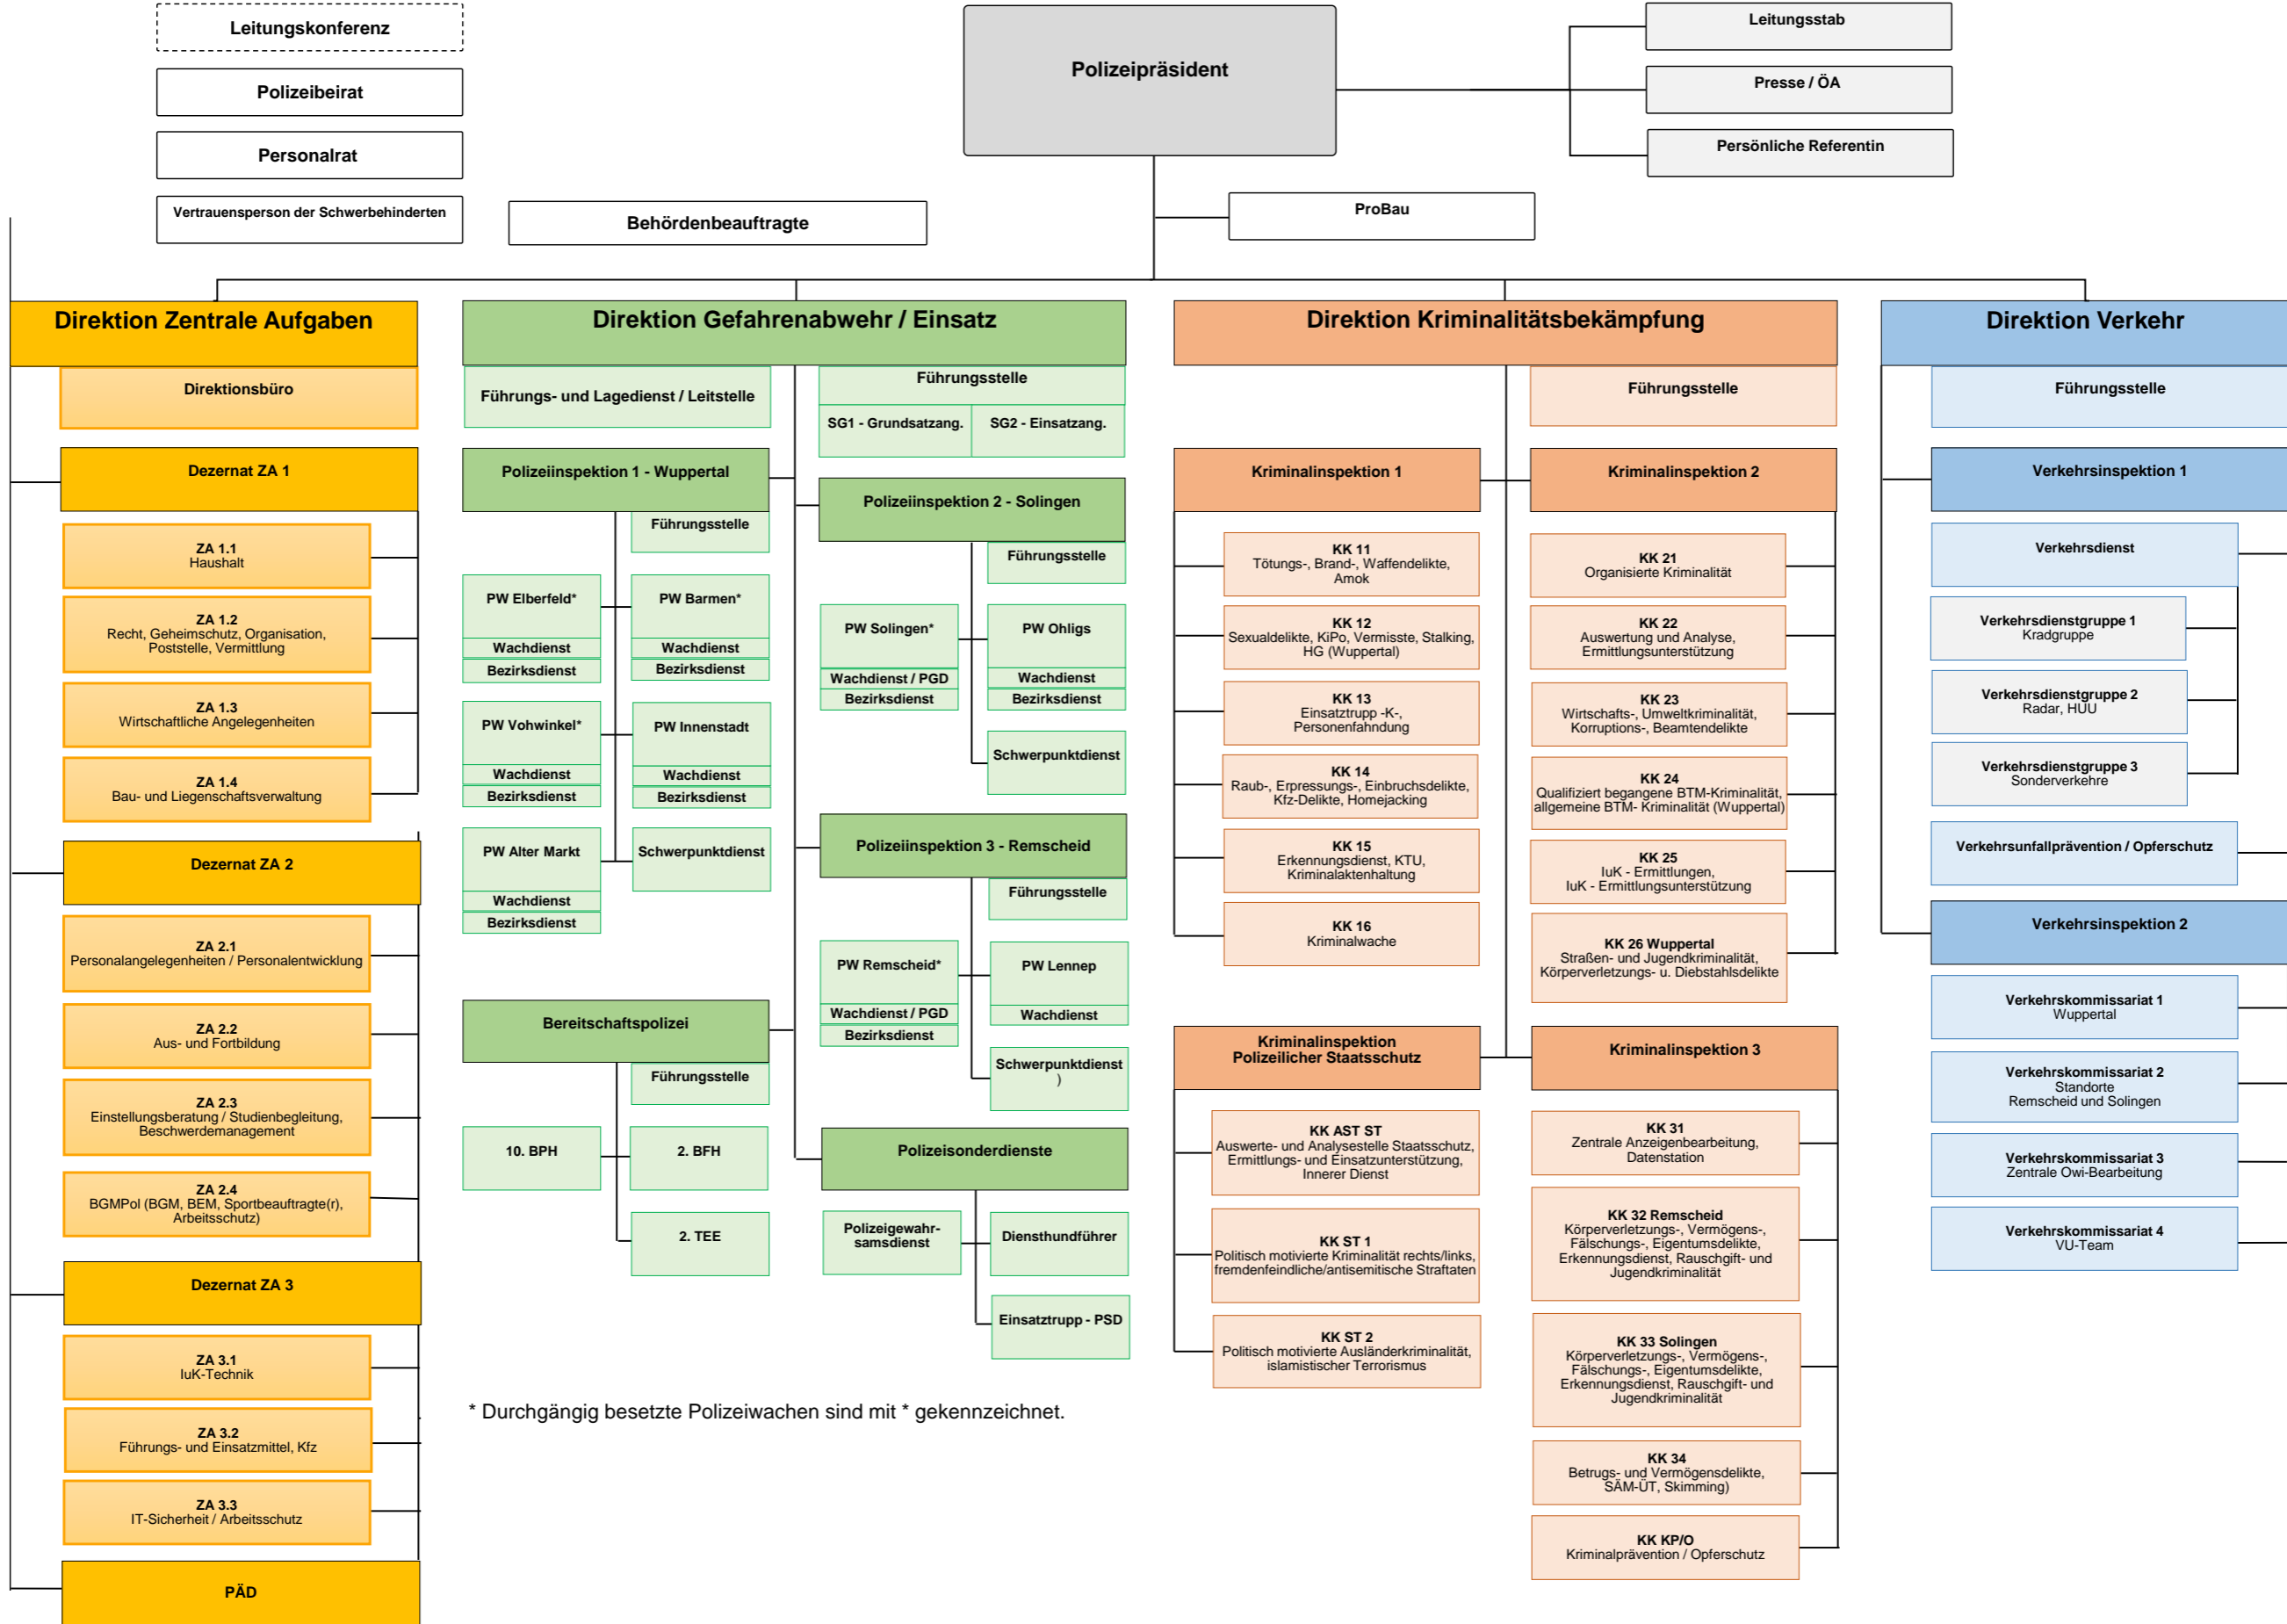 Leitungskonferenz
Polizeibeirat
Personalrat
Vertrauensperson der Schwerbehinderten
Behördenbeauftragte
Polizeipräsident
Leitungsstab
Presse / ÖA
Persönliche Referentin
ProBau
Direktion Zentrale Aufgaben
Direktionsbüro
Dezernat ZA 1
ZA 1.1
Haushalt
ZA 1.2
Recht, Geheimschutz, Organisation,
Poststelle, Vermittlung
ZA 1.3
Wirtschaftliche Angelegenheiten
ZA 1.4
Bau- und Liegenschaftsverwaltung
Dezernat ZA 2
ZA 2.1
Personalangelegenheiten / Personalentwicklung
ZA 2.2
Aus- und Fortbildung
ZA 2.3
Einstellungsberatung / Studienbegleitung,
Beschwerdemanagement
ZA 2.4
BGMPol (BGM, BEM, Sportbeauftragte(r),
Arbeitsschutz)
Dezernat ZA 3
ZA 3.1
IuK-Technik
ZA 3.2
Führungs- und Einsatzmittel, Kfz
ZA 3.3
IT-Sicherheit / Arbeitsschutz
PÄD
Direktion Gefahrenabwehr / Einsatz
Führungs- und Lagedienst / Leitstelle
Führungsstelle
SG1 - Grundsatzang.
SG2 - Einsatzang.
Polizeiinspektion 1 - Wuppertal
Führungsstelle
PW Elberfeld*
Wachdienst
Bezirksdienst
PW Barmen*
Wachdienst
Bezirksdienst
PW Vohwinkel*
Wachdienst
Bezirksdienst
PW Innenstadt
Wachdienst
Bezirksdienst
PW Alter Markt
Wachdienst
Bezirksdienst
Schwerpunktdienst
Bereitschaftspolizei
Führungsstelle
10. BPH
2. BFH
2. TEE
Polizeiinspektion 2 - Solingen
Führungsstelle
PW Solingen*
Wachdienst / PGD
Bezirksdienst
PW Ohligs
Wachdienst
Bezirksdienst
Schwerpunktdienst
Polizeiinspektion 3 - Remscheid
Führungsstelle
PW Remscheid*
Wachdienst / PGD
Bezirksdienst
PW Lennep
Wachdienst
Schwerpunktdienst
)
Polizeisonderdienste
Polizeigewahr-
samsdienst
Diensthundführer
Einsatztrupp - PSD
* Durchgängig besetzte Polizeiwachen sind mit * gekennzeichnet.
Direktion Kriminalitätsbekämpfung
Führungsstelle
Kriminalinspektion 1
KK 11
Tötungs-, Brand-, Waffendelikte,
Amok
KK 12
Sexualdelikte, KiPo, Vermisste, Stalking,
HG (Wuppertal)
KK 13
Einsatztrupp -K-,
Personenfahndung
KK 14
Raub-, Erpressungs-, Einbruchsdelikte,
Kfz-Delikte, Homejacking
KK 15
Erkennungsdienst, KTU,
Kriminalaktenhaltung
KK 16
Kriminalwache
Kriminalinspektion 2
KK 21
Organisierte Kriminalität
KK 22
Auswertung und Analyse,
Ermittlungsunterstützung
KK 23
Wirtschafts-, Umweltkriminalität,
Korruptions-, Beamtendelikte
KK 24
Qualifiziert begangene BTM-Kriminalität,
allgemeine BTM- Kriminalität (Wuppertal)
KK 25
IuK - Ermittlungen,
IuK - Ermittlungsunterstützung
KK 26 Wuppertal
Straßen- und Jugendkriminalität,
Körperverletzungs- u. Diebstahlsdelikte
Kriminalinspektion
Polizeilicher Staatsschutz
KK AST ST
Auswerte- und Analysestelle Staatsschutz,
Ermittlungs- und Einsatzunterstützung,
Innerer Dienst
KK ST 1
Politisch motivierte Kriminalität rechts/links,
fremdenfeindliche/antisemitische Straftaten
KK ST 2
Politisch motivierte Ausländerkriminalität,
islamistischer Terrorismus
Kriminalinspektion 3
KK 31
Zentrale Anzeigenbearbeitung,
Datenstation
KK 32 Remscheid
Körperverletzungs-, Vermögens-,
Fälschungs-, Eigentumsdelikte,
Erkennungsdienst, Rauschgift- und
Jugendkriminalität
KK 33 Solingen
Körperverletzungs-, Vermögens-,
Fälschungs-, Eigentumsdelikte,
Erkennungsdienst, Rauschgift- und
Jugendkriminalität
KK 34
Betrugs- und Vermögensdelikte,
SÄM-ÜT, Skimming)
KK KP/O
Kriminalprävention / Opferschutz
Direktion Verkehr
Führungsstelle
Verkehrsinspektion 1
Verkehrsdienst
Verkehrsdienstgruppe 1
Kradgruppe
Verkehrsdienstgruppe 2
Radar, HUU
Verkehrsdienstgruppe 3
Sonderverkehre
Verkehrsunfallprävention / Opferschutz
Verkehrsinspektion 2
Verkehrskommissariat 1
Wuppertal
Verkehrskommissariat 2
Standorte
Remscheid und Solingen
Verkehrskommissariat 3
Zentrale Owi-Bearbeitung
Verkehrskommissariat 4
VU-Team